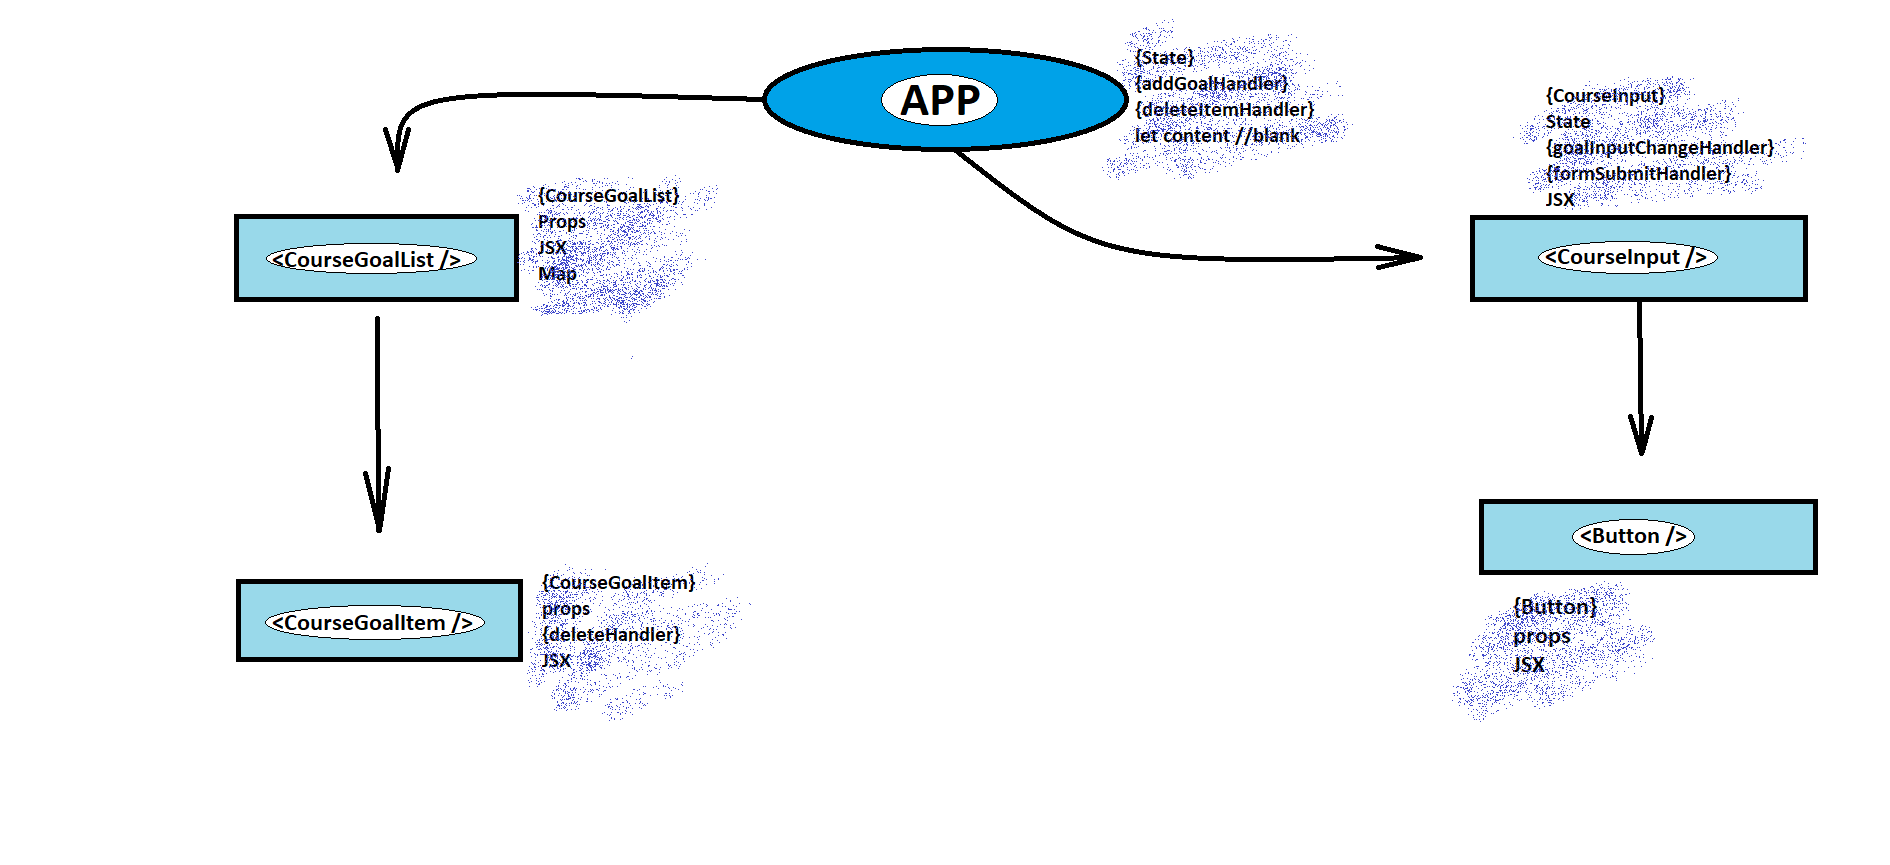 APP
{State}
{addGoalHandler}
{deleteItemHandler}
let content //blank
{CourseInput}
State
{goalInputChangeHandler}
{formSubmitHandler}
JSX
<CourseGoalList />
{CourseGoalList}
Props
JSX
Map
<CourseInput />
<CourseGoalItem />
{CourseGoalItem}
props
{deleteHandler}
JSX
<Button />
{Button}
props
JSX